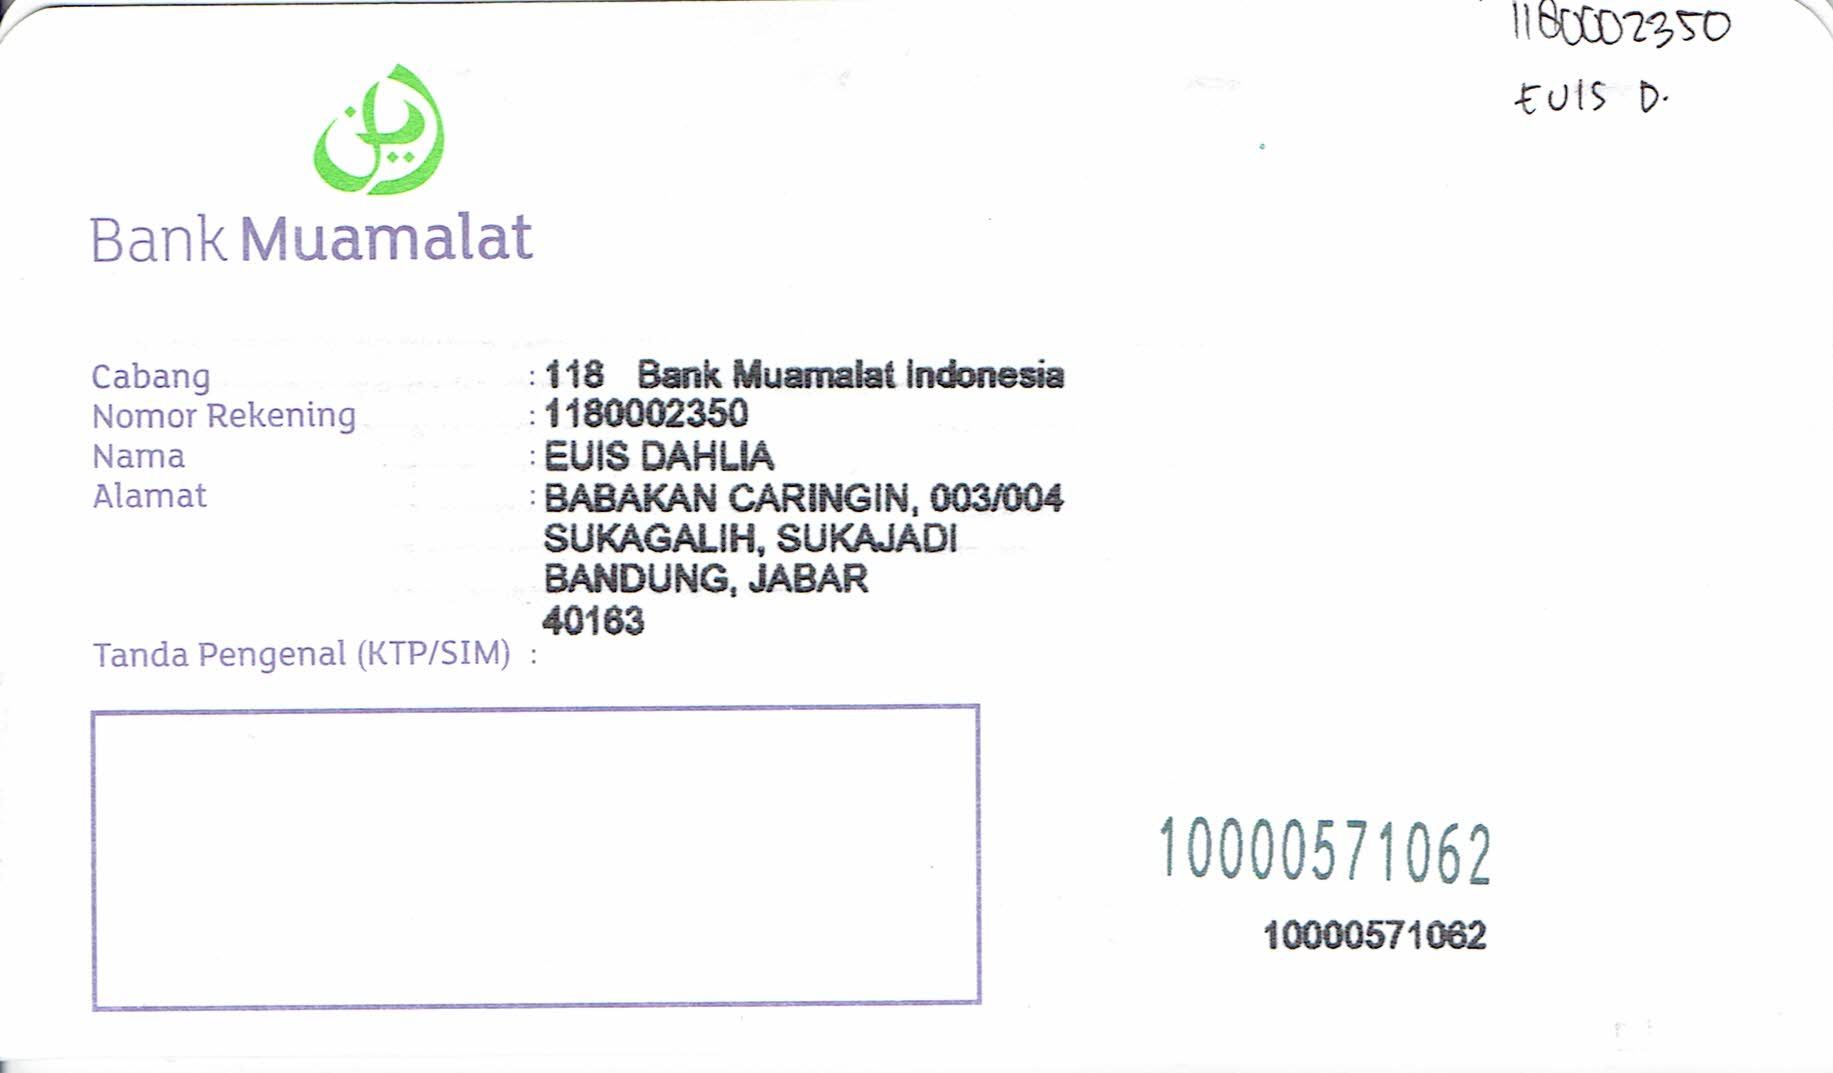 1180002350
EUIS D.
Bank Muamalat
Cabang : 118 Bank Muamalat Indonesia
Nomor Rekening : 1180002350
Nama : EUIS DAHLIA
Alamat : BABAKAN CARINGIN, 003/004
SUKAGALIH, SUKAJADI
BANDUNG, JABAR
40163
Tanda Pengenal (KTP/SIM) :
10000571062
10000571062